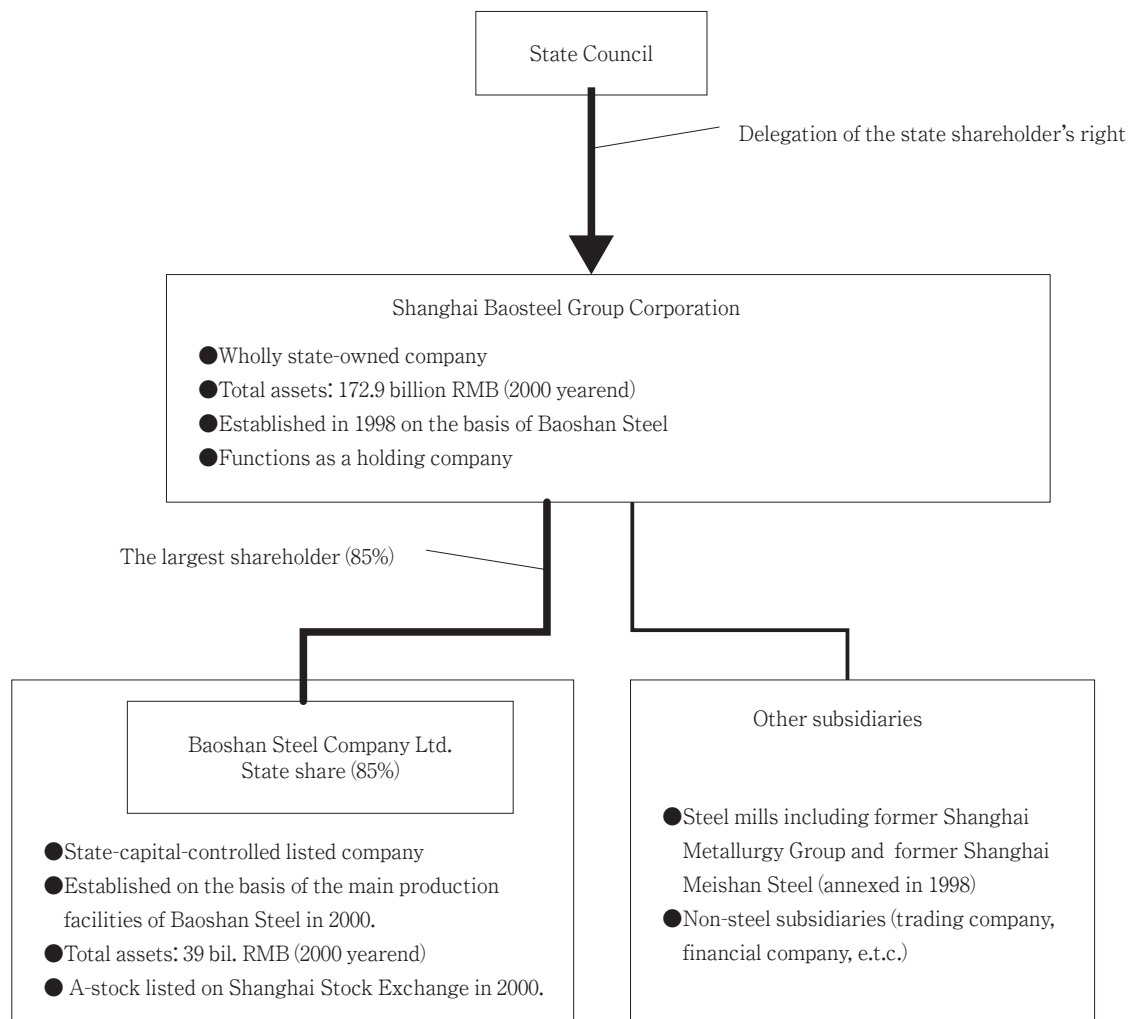 State Council
Delegation of the state shareholder's right
Shanghai Baosteel Group Corporation
●Wholly state-owned company
●Total assets: 172.9 billion RMB (2000 yearend)
●Established in 1998 on the basis of Baoshan Steel
●Functions as a holding company
The largest shareholder (85%)
Baoshan Steel Company Ltd.
State share (85%)
●State-capital-controlled listed company
●Established on the basis of the main production
facilities of Baoshan Steel in 2000.
●Total assets: 39 bil. RMB (2000 yearend)
● A-stock listed on Shanghai Stock Exchange in 2000.
Other subsidiaries
●Steel mills including former Shanghai
Metallurgy Group and former Shanghai
Meishan Steel (annexed in 1998)
●Non-steel subsidiaries (trading company,
financial company, e.t.c.)